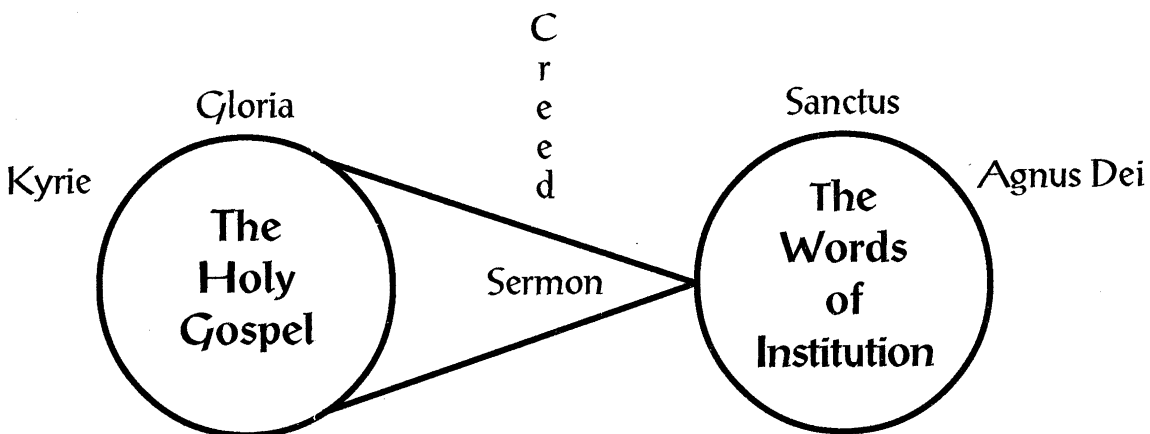 Kyrie
Gloria
The
Holy
Gospel
C
r
e
e
d
Sermon
Sanctus
The
Words
of
Institution
Agnus Dei